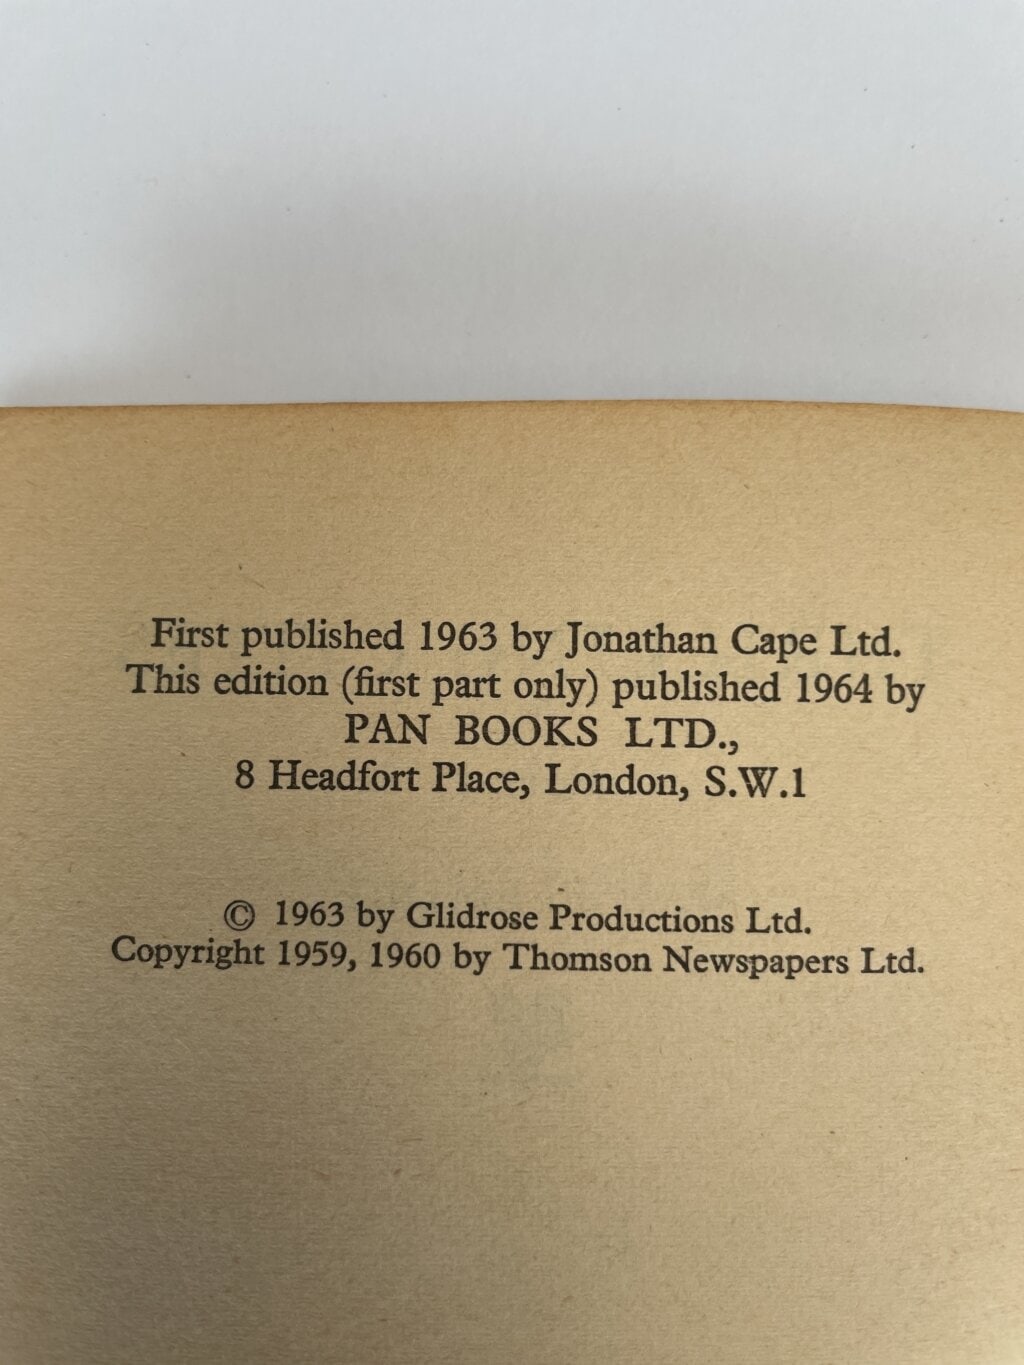 First published 1963 by Jonathan Cape Ltd.
This edition (first part only) published 1964 by
PAN BOOKS LTD.,
8 Headfort Place, London, S.W.1
© 1963 by Glidrose Productions Ltd.
Copyright 1959, 1960 by Thomson Newspapers Ltd.